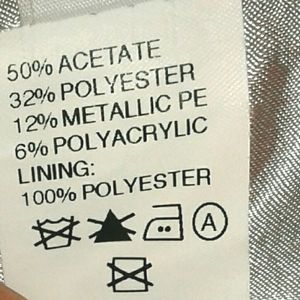 50% ACETATE
32% POLYESTER
12% METALLIC PE
6% POLYACRYLIC
LINING:
100% POLYESTER
A